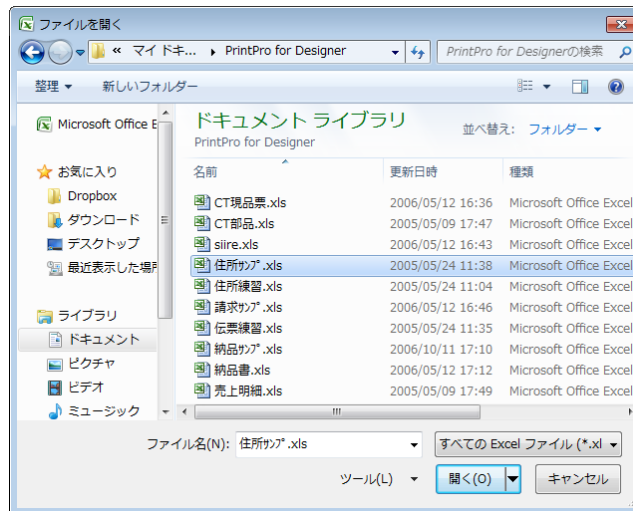 ファイルを開く
« マイ ドキ... ▸ PrintPro for Designer
PrintPro for Designerの検索
整理 ▼ 新しいフォルダー
Microsoft Office E
ドキュメント ライブラリ
PrintPro for Designer
並べ替え: フォルダー ▼
お気に入り
Dropbox
ダウンロード
デスクトップ
最近表示した場所
ライブラリ
ドキュメント
ピクチャ
ビデオ
ミュージック
名前 更新日時 種類
CT現品票.xls 2006/05/12 16:36 Microsoft Office Excel
CT部品.xls 2005/05/09 17:47 Microsoft Office Excel
siire.xls 2006/05/12 16:43 Microsoft Office Excel
住所ｻﾝﾌﾟ.xls 2005/05/24 11:38 Microsoft Office Excel
住所練習.xls 2005/05/24 11:04 Microsoft Office Excel
請求ｻﾝﾌﾟ.xls 2006/05/12 16:46 Microsoft Office Excel
伝票練習.xls 2005/05/24 11:35 Microsoft Office Excel
納品ｻﾝﾌﾟ.xls 2006/10/11 17:10 Microsoft Office Excel
納品書.xls 2006/05/12 17:12 Microsoft Office Excel
売上明細.xls 2005/05/09 17:49 Microsoft Office Excel
ファイル名(N): 住所ｻﾝﾌﾟ.xls
すべての Excel ファイル (*.xl
ツール(L) 開く(O) キャンセル